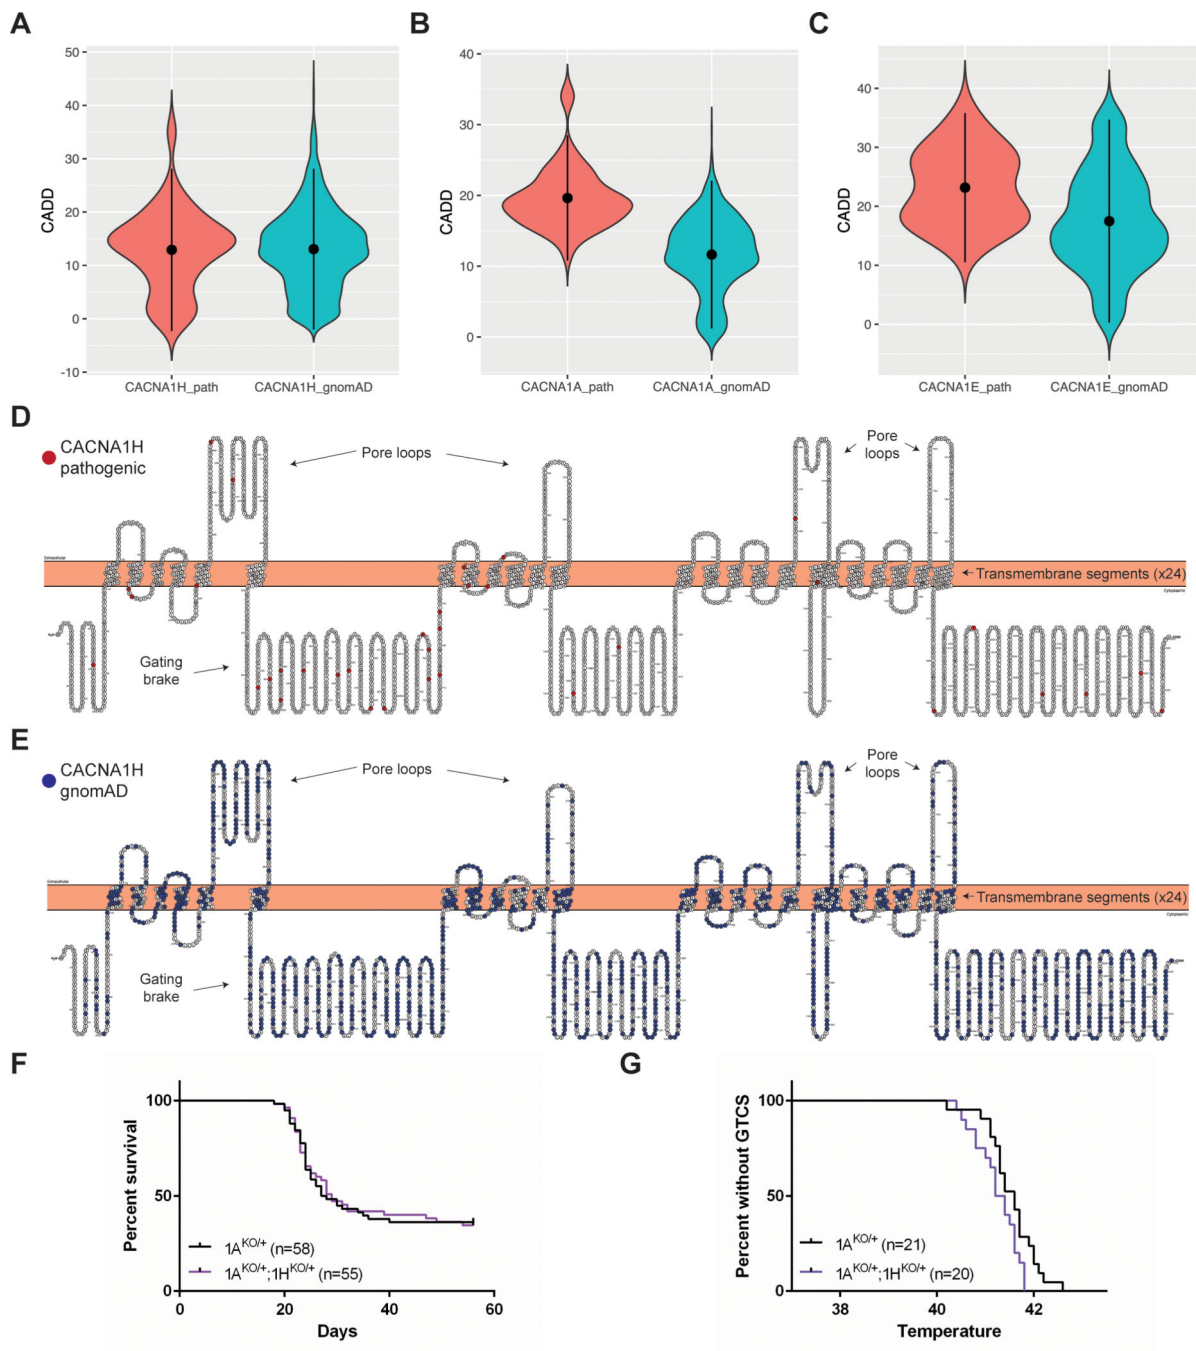 A
B
C
50
40
30
20
10
0
-10
CADD
CACNA1H_path
CACNA1H_gnomAD
40
30
20
10
0
CADD
CACNA1A_path
CACNA1A_gnomAD
40
30
20
10
0
CADD
CACNA1E_path
CACNA1E_gnomAD
D
CACNA1H
pathogenic
Pore loops
Pore
loops
Extracellular
Transmembrane segments (x24)
Cytoplasmic
Gating
brake
E
CACNA1H
gnomAD
Pore loops
Pore
loops
Extracellular
Transmembrane segments (x24)
Cytoplasmic
Gating
brake
F
Percent survival
100
50
0
1A^KO/+ (n=58)
1A^KO/+;1H^KO/+ (n=55)
0 20 40 60
Days
G
Percent without GTCS
100
50
0
1A^KO/+ (n=21)
1A^KO/+;1H^KO/+ (n=20)
38 40 42
Temperature